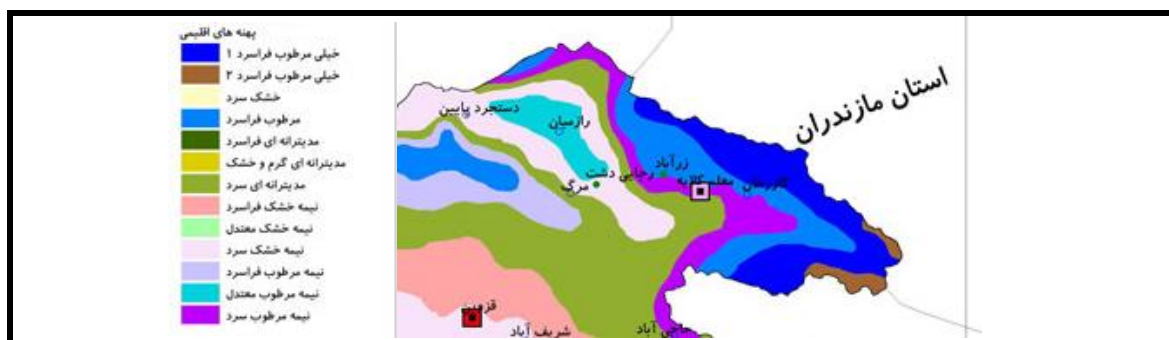 پهنه های اقلیمی
خیلی مرطوب فراسرد ۱
خیلی مرطوب فراسرد ۲
خشک سرد
مرطوب فراسرد
مدیترانه ای فراسرد
مدیترانه ای گرم و خشک
مدیترانه ای سرد
نیمه خشک فراسرد
نیمه خشک معتدل
نیمه خشک سرد
نیمه مرطوب فراسرد
نیمه مرطوب معتدل
نیمه مرطوب سرد
استان مازندران
دستجرد پایین
رازمیان
زرآباد
رجایی دشت
معلم کلایه
مرگ
قزوین
شریف آباد
حاجی آباد